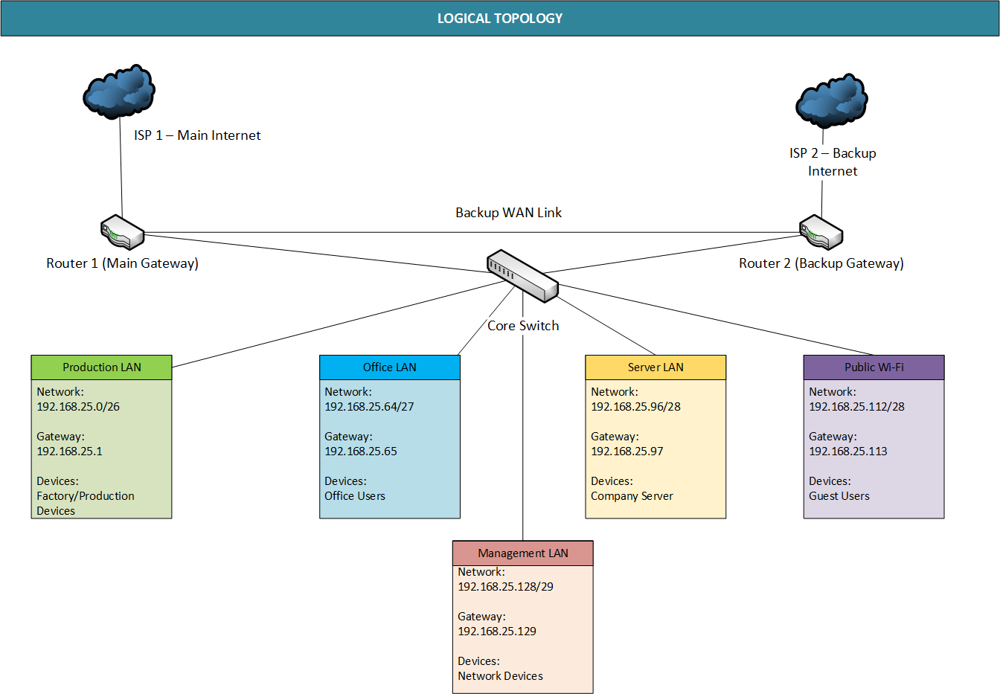 LOGICAL TOPOLOGY
ISP 1 – Main Internet
ISP 2 – Backup
Internet
Backup WAN Link
Router 1 (Main Gateway)
Router 2 (Backup Gateway)
Core Switch
Production LAN
Network:
192.168.25.0/26
Gateway:
192.168.25.1
Devices:
Factory/Production
Devices
Office LAN
Network:
192.168.25.64/27
Gateway:
192.168.25.65
Devices:
Office Users
Server LAN
Network:
192.168.25.96/28
Gateway:
192.168.25.97
Devices:
Company Server
Public Wi-Fi
Network:
192.168.25.112/28
Gateway:
192.168.25.113
Devices:
Guest Users
Management LAN
Network:
192.168.25.128/29
Gateway:
192.168.25.129
Devices:
Network Devices